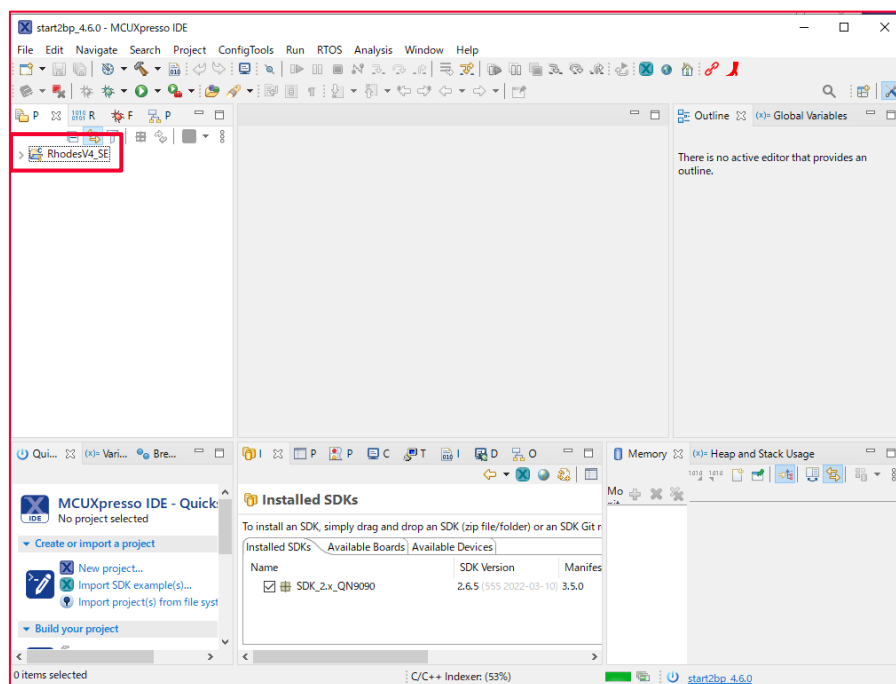 start2bp_4.6.0 - MCUXpresso IDE
File Edit Navigate Search Project ConfigTools Run RTOS Analysis Window Help
P R F P
RhodesV4_SE
Outline (x)= Global Variables
There is no active editor that provides an
outline.
Qui... (x)= Vari... Bre...
IDE
MCUXpresso IDE - Quick
No project selected
Create or import a project
New project...
Import SDK example(s)...
Import project(s) from file syst
Build your project
I P P C T I D O
Installed SDKs
To install an SDK, simply drag and drop an SDK (zip file/folder) or an SDK Git r
Installed SDKs Available Boards Available Devices
Name SDK Version Manifes
SDK_2.x_QN9090 2.6.5 (555 2022-03-10) 3.5.0
Memory (x)= Heap and Stack Usage
Mo
0 items selected
C/C++ Indexer: (53%)
start2bp_4.6.0